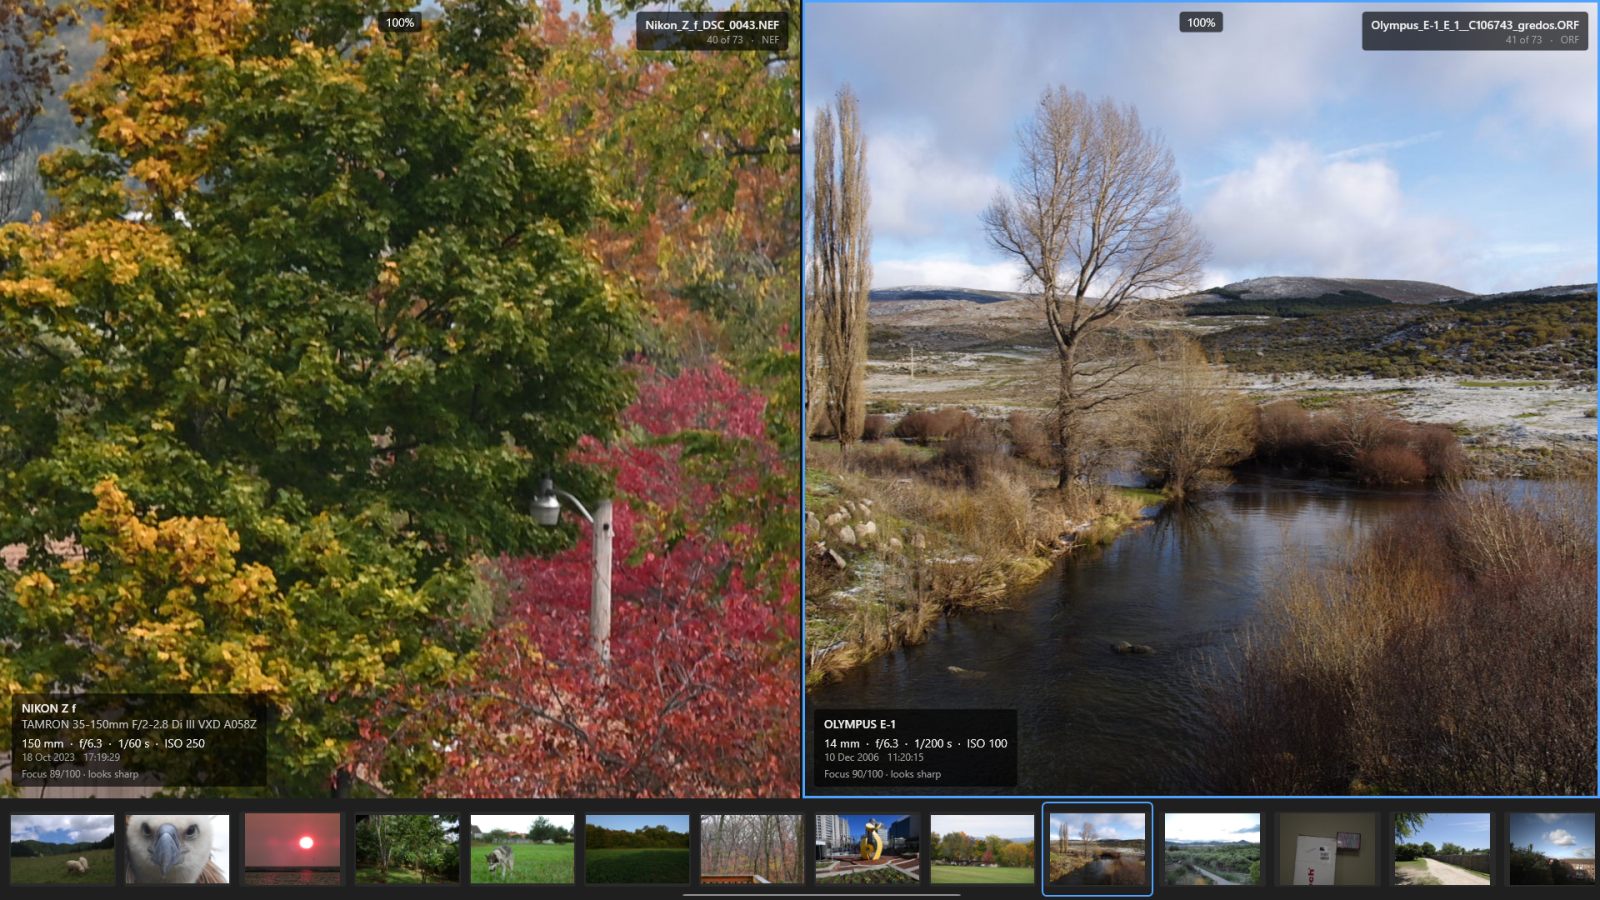 100%
Nikon_Z_f_DSC_0043.NEF
40 of 73 · NEF
NIKON Z f
TAMRON 35-150mm F/2-2.8 Di III VXD A058Z
150 mm · f/6.3 · 1/60 s · ISO 250
18 Oct 2023 17:19:29
Focus 89/100 · looks sharp
100%
Olympus_E-1_E_1__C106743_gredos.ORF
41 of 73 · ORF
OLYMPUS E-1
14 mm · f/6.3 · 1/200 s · ISO 100
10 Dec 2006 11:20:15
Focus 90/100 · looks sharp